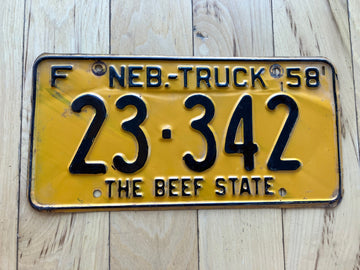 F NEB.-TRUCK 58
23·342
THE BEEF STATE